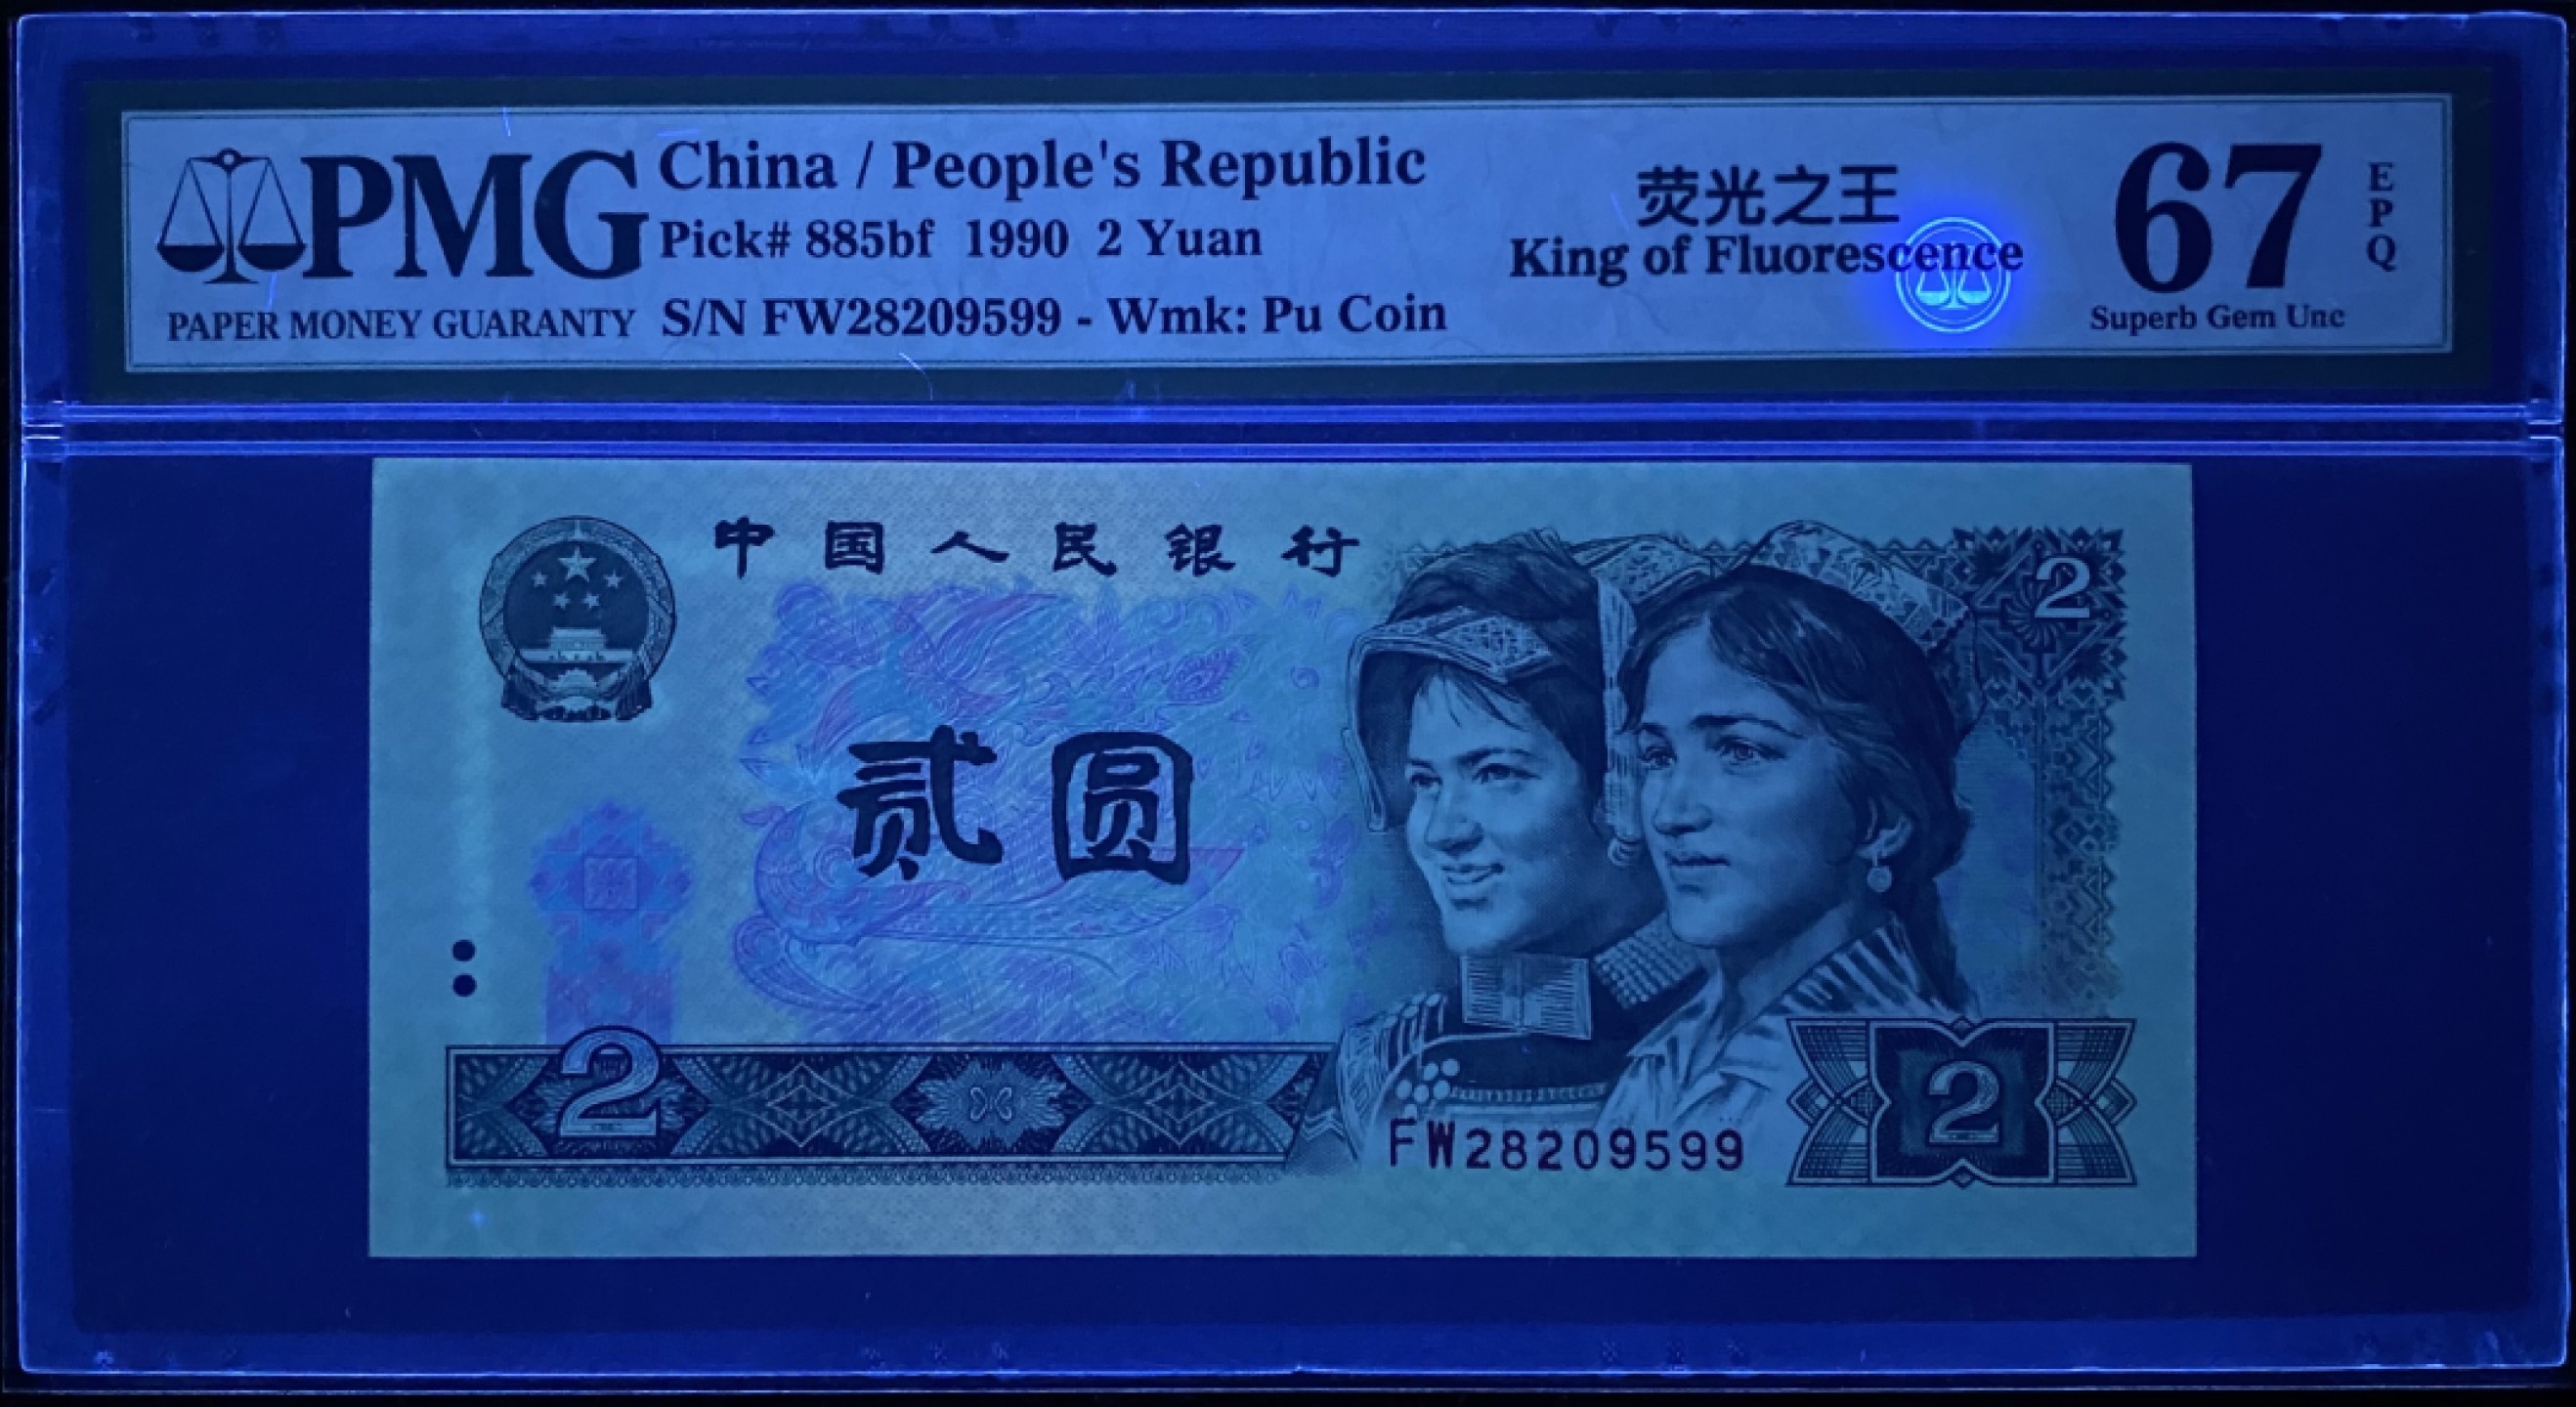 PMG
PAPER MONEY GUARANTY
China / People's Republic
Pick# 885bf 1990 2 Yuan
S/N FW28209599 - Wmk: Pu Coin
荧光之王
King of Fluorescence
67
EPQ
Superb Gem Unc
中国人民银行
2
贰圆
2
FW28209599
2